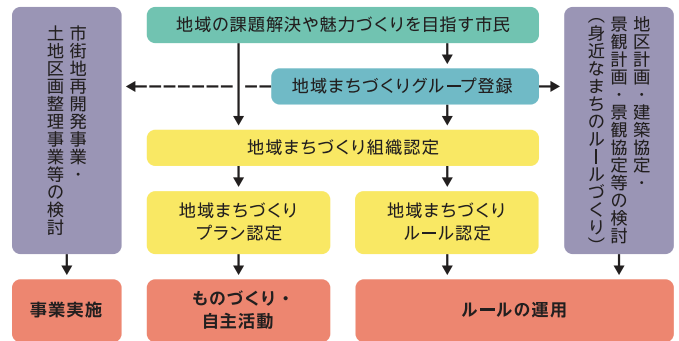 地域の課題解決や魅力づくりを目指す市民
市街地再開発事業・
土地区画整理事業等の検討
地域まちづくりグループ登録
地区計画・建築協定・
景観計画・景観協定等の検討
（身近なまちのルールづくり）
地域まちづくり組織認定
地域まちづくり
プラン認定
地域まちづくり
ルール認定
事業実施
ものづくり・
自主活動
ルールの運用